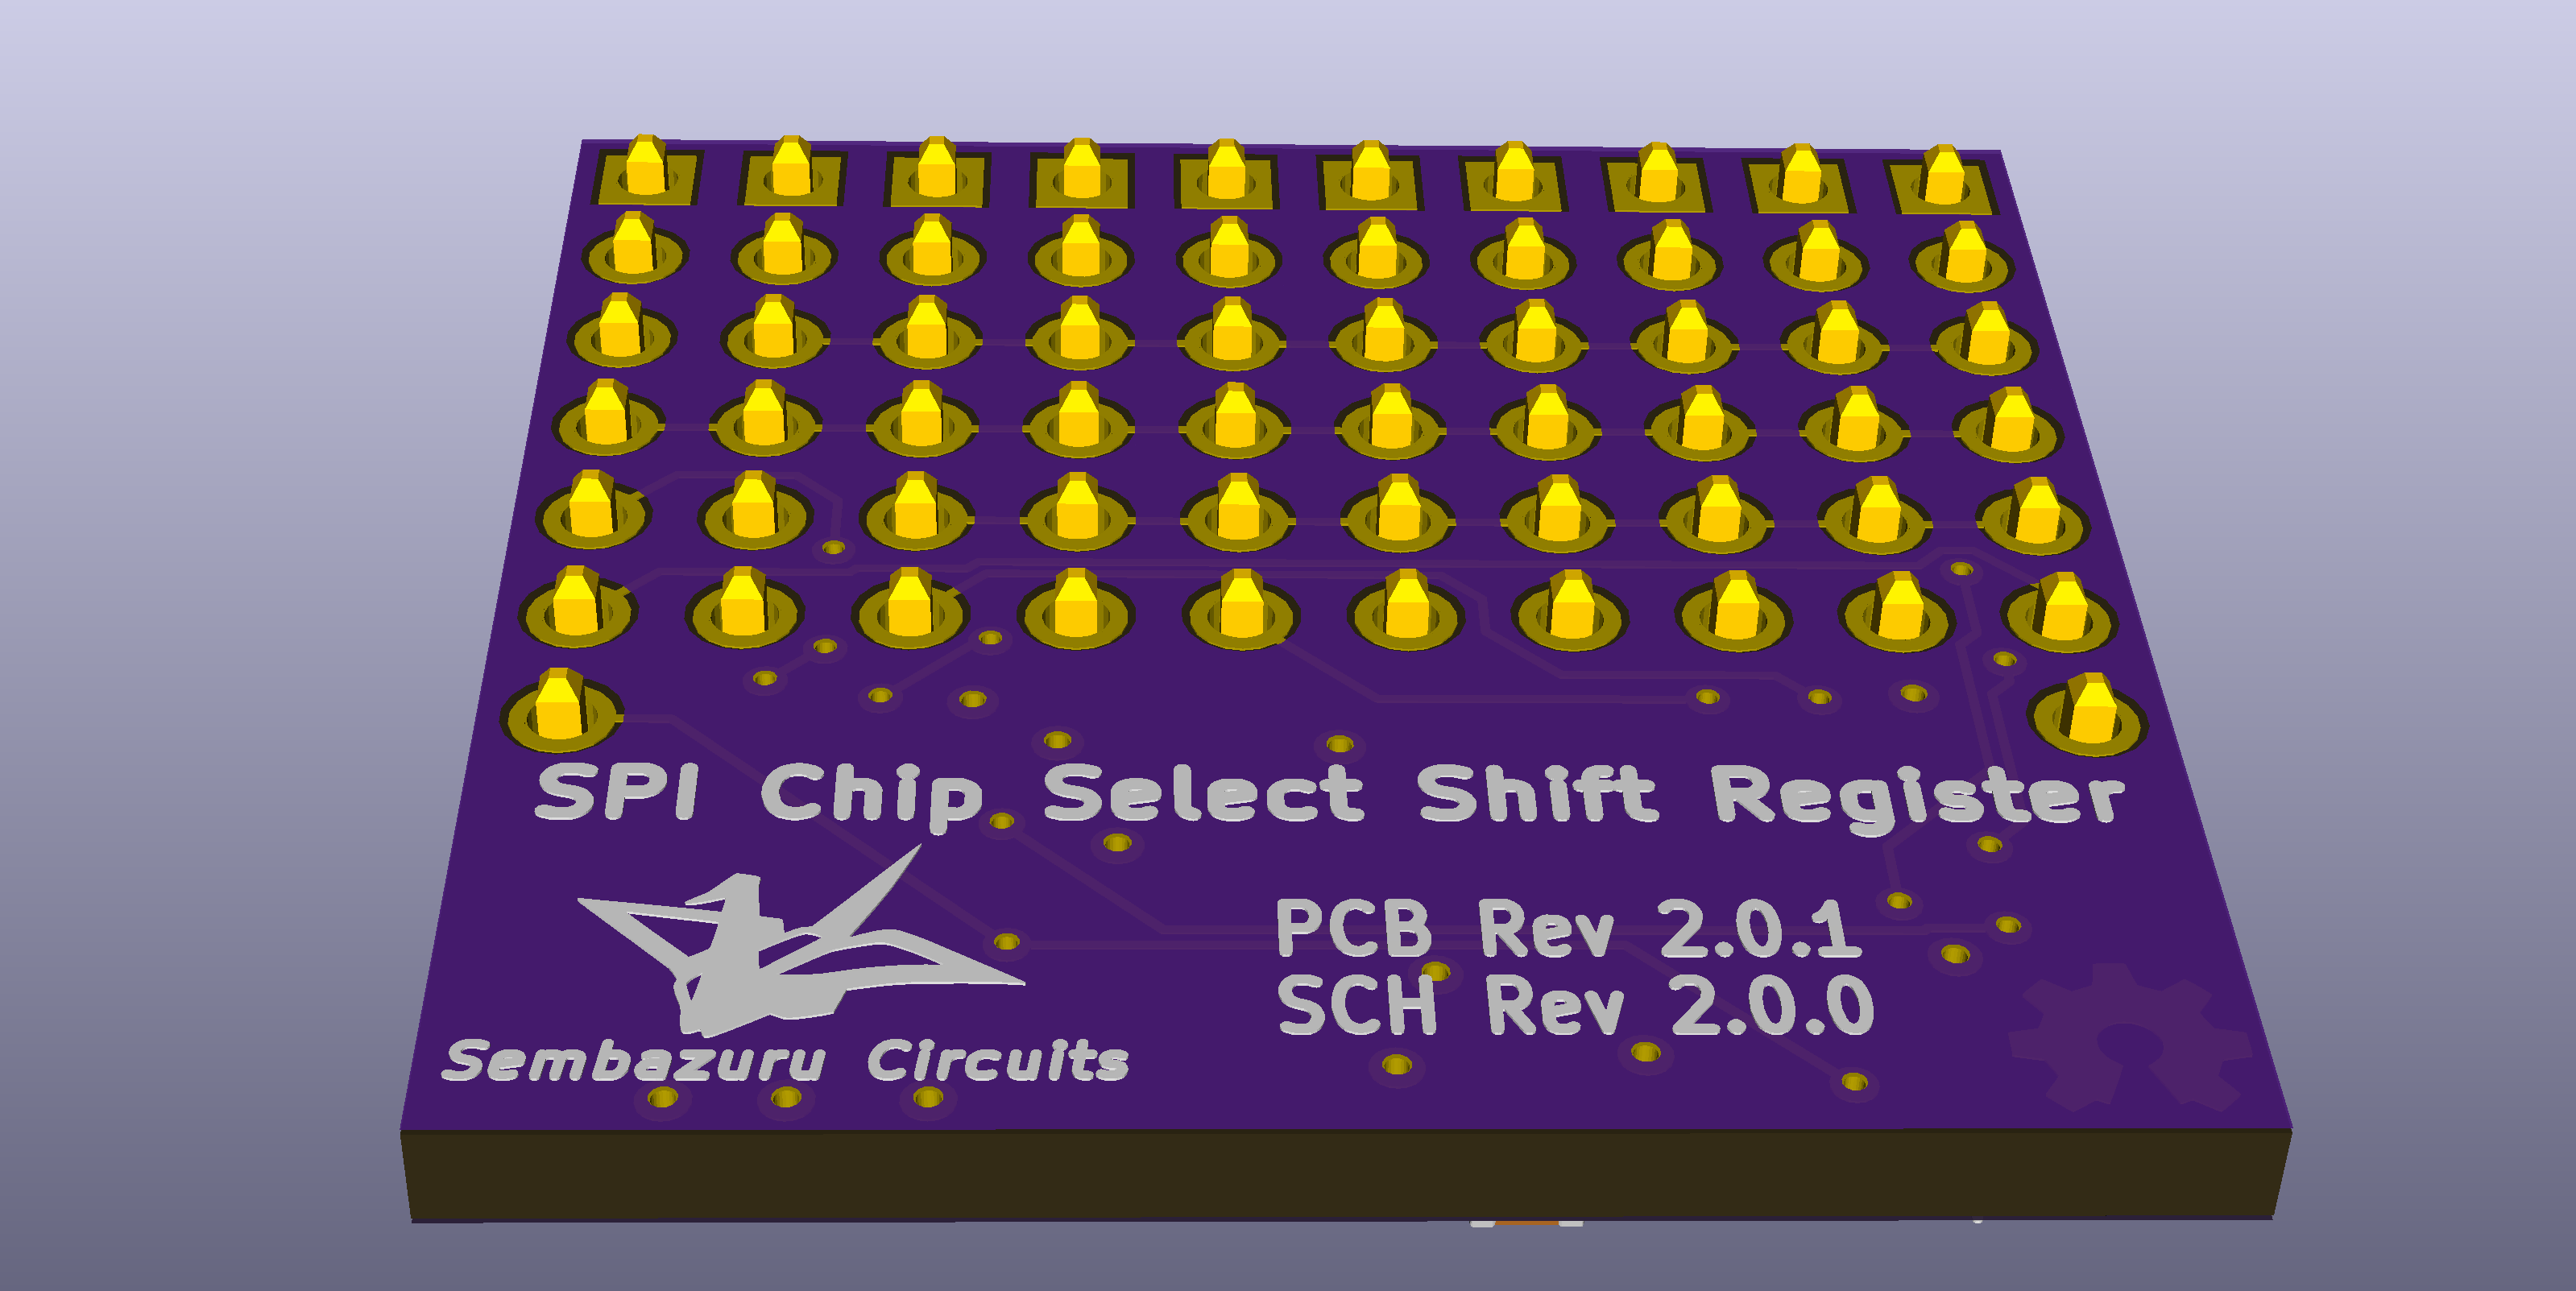 SPI Chip Select Shift Register
PCB Rev 2.0.1
SCH Rev 2.0.0
Sembazuru Circuits